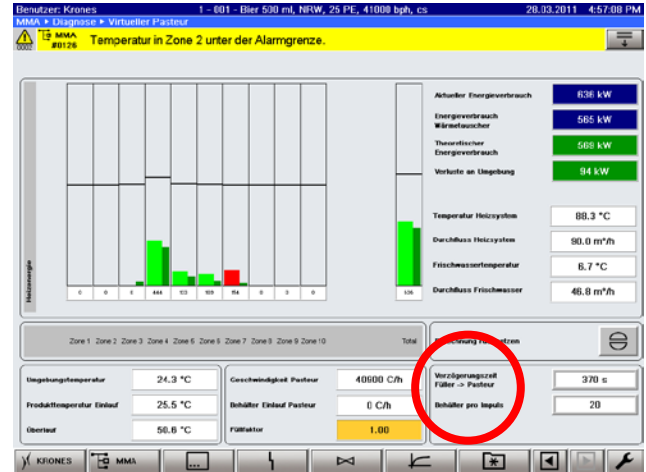 Benutzer: Krones 1 - 001 - Bier 500 ml, NRW, 25 PE, 41000 bph, cs 28.03.2011 4:57:08 PM
MMA ▸ Diagnose ▸ Virtueller Pasteur
0002 MMA #0126 Temperatur in Zone 2 unter der Alarmgrenze.
Aktueller Energieverbrauch 636 kW
Energieverbrauch
Wärmetauscher 565 kW
Theoretischer
Energieverbrauch 569 kW
Verluste an Umgebung 94 kW
Temperatur Heizsystem 88.3 °C
Durchfluss Heizsystem 90.0 m³/h
Frischwassertemperatur 6.7 °C
Durchfluss Frischwasser 46.8 m³/h
Heizenergie
0 0 0 444 0 0
Zone 1 Zone 2 Zone 3 Zone 4 Zone 5 Zone 6 Zone 7 Zone 8 Zone 9 Zone 10 Total
Umgebungstemperatur 24.3 °C
Produkttemperatur Einlauf 25.5 °C
Überlauf 50.6 °C
Geschwindigkeit Pasteur 40600 C/h
Behälter Einlauf Pasteur 0 C/h
Füllfaktor 1.00
Verzögerungszeit
Füller -> Pasteur 370 s
Behälter pro Impuls 20
KRONES MMA ...